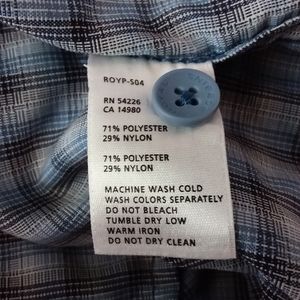 ROYP-S04
RN 54226
CA 14980
71% POLYESTER
29% NYLON
71% POLYESTER
29% NYLON
MACHINE WASH COLD
WASH COLORS SEPARATELY
DO NOT BLEACH
TUMBLE DRY LOW
WARM IRON
DO NOT DRY CLEAN